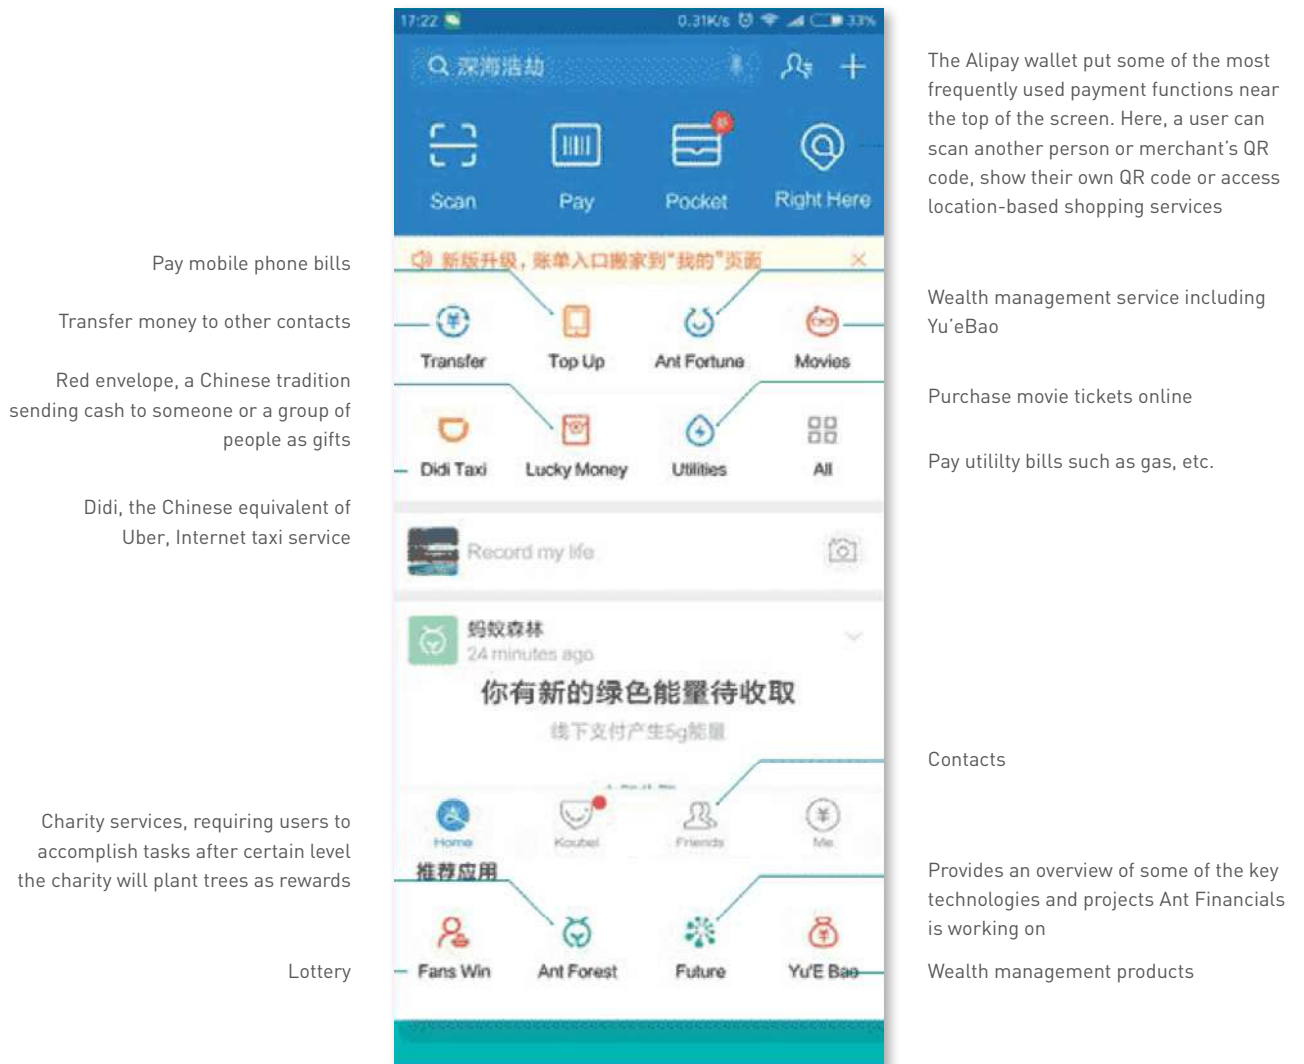 17:22
0.31K/s
33%
深海浩劫
Scan
Pay
Pocket
Right Here
The Alipay wallet put some of the most
frequently used payment functions near
the top of the screen. Here, a user can
scan another person or merchant's QR
code, show their own QR code or access
location-based shopping services
Pay mobile phone bills
Transfer money to other contacts
Red envelope, a Chinese tradition
sending cash to someone or a group of
people as gifts
Didi, the Chinese equivalent of
Uber, Internet taxi service
新版升级，账单入口搬家到"我的"页面
Transfer
Top Up
Ant Fortune
Movies
Didi Taxi
Lucky Money
Utilities
All
Wealth management service including
Yu'eBao
Purchase movie tickets online
Pay utililty bills such as gas, etc.
Record my life
蚂蚁森林
24 minutes ago
你有新的绿色能量待收取
线下支付产生5g能量
Contacts
Home
Koubei
Friends
Me
推荐应用
Charity services, requiring users to
accomplish tasks after certain level
the charity will plant trees as rewards
Lottery
Fans Win
Ant Forest
Future
Yu'E Bao
Provides an overview of some of the key
technologies and projects Ant Financials
is working on
Wealth management products